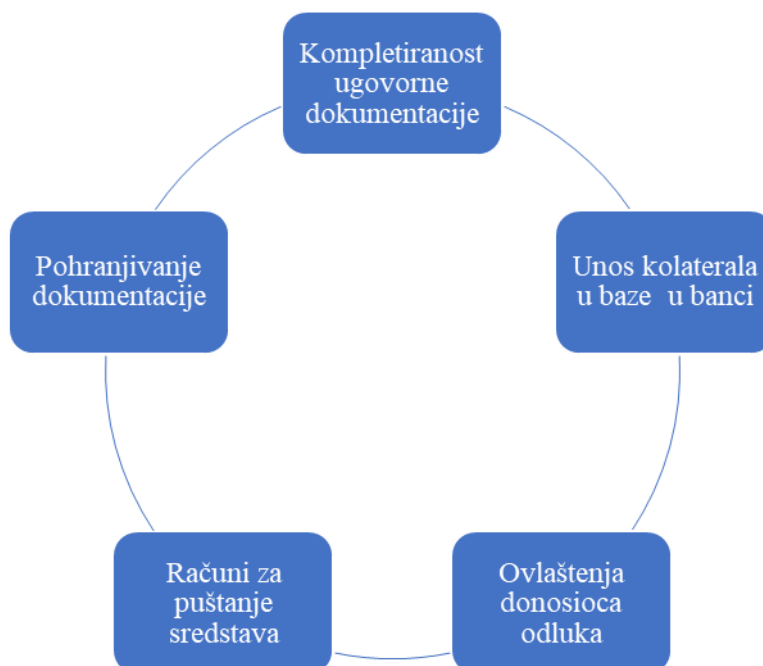 Kompletiranost
ugovorne
dokumentacije
Unos kolaterala
u baze  u banci
Ovlaštenja
donosioca
odluka
Računi za
puštanje
sredstava
Pohranjivanje
dokumentacije